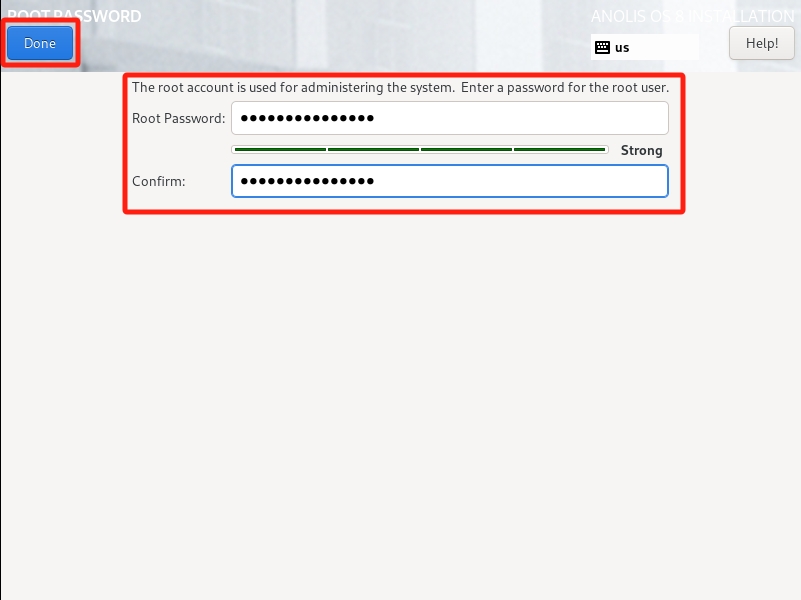 ROOT PASSWORD
ANOLIS OS 8 INSTALLATION
Done
us
Help!
The root account is used for administering the system. Enter a password for the root user.
Root Password: ●●●●●●●●●●●●●●●
Strong
Confirm: ●●●●●●●●●●●●●●●